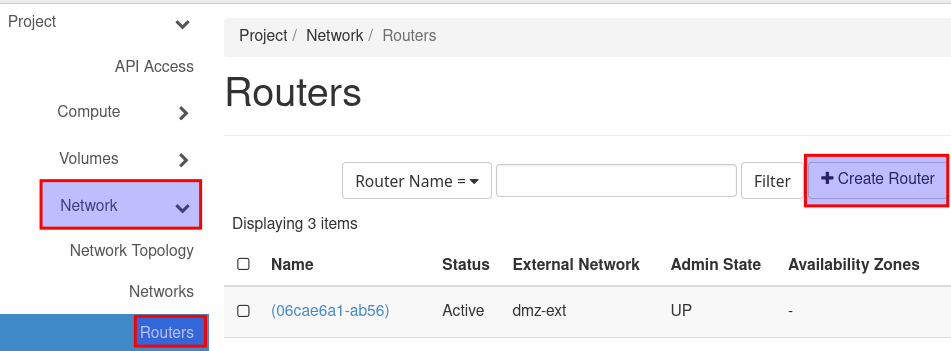 Project
API Access
Compute
Volumes
Network
Network Topology
Networks
Routers
Project / Network / Routers
Routers
Router Name = Filter + Create Router
Displaying 3 items
Name Status External Network Admin State Availability Zones
(06cae6a1-ab56) Active dmz-ext UP -